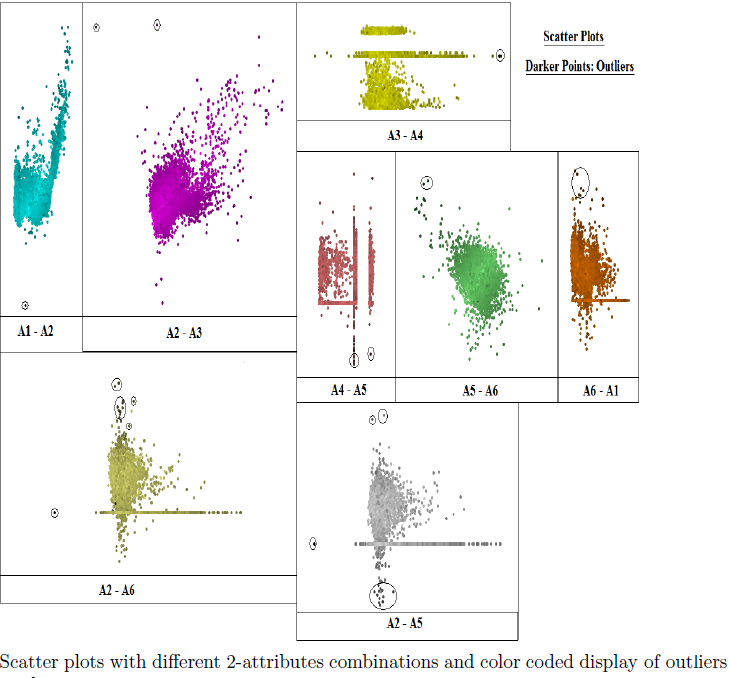 Scatter Plots
Darker Points: Outliers
A3 - A4
A1 - A2
A2 - A3
A4 - A5
A5 - A6
A6 - A1
A2 - A6
A2 - A5
Scatter plots with different 2-attributes combinations and color coded display of outliers